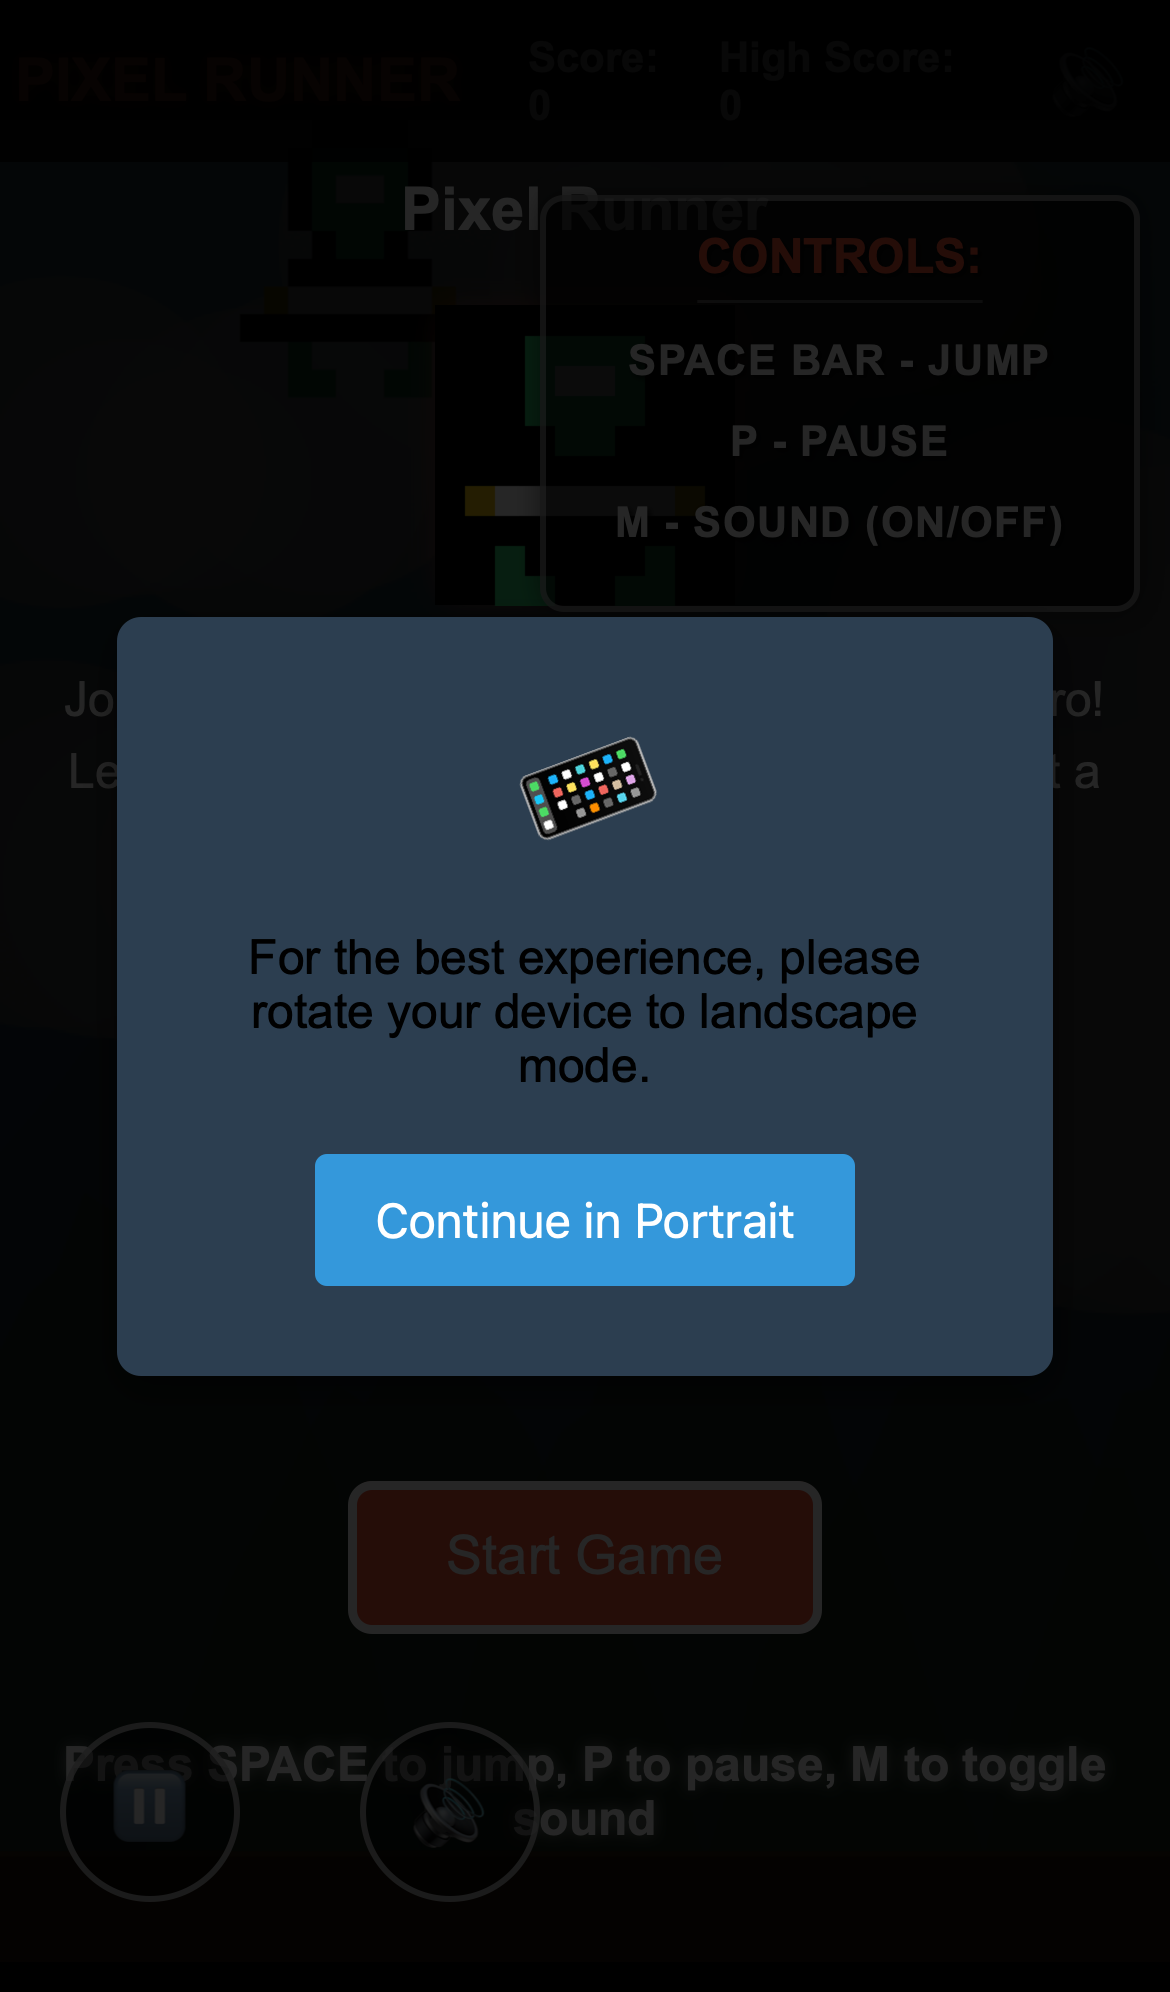 PIXEL RUNNER
Score:
0
High Score:
0
Pixel Runner
CONTROLS:
SPACE BAR - JUMP
P - PAUSE
M - SOUND (ON/OFF)
Jo
ro!
Le
t a
For the best experience, please
rotate your device to landscape
mode.
Continue in Portrait
Start Game
Press SPACE to jump, P to pause, M to toggle
sound